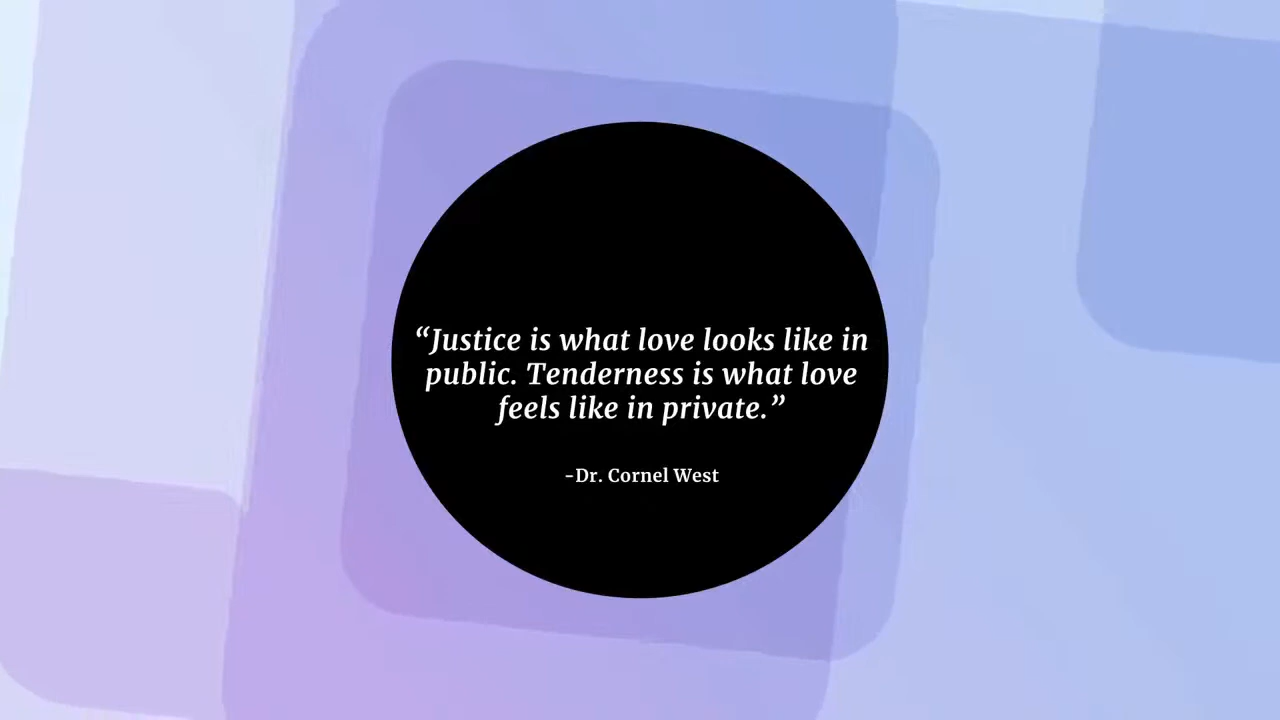 “Justice is what love looks like in
public. Tenderness is what love
feels like in private.”
-Dr. Cornel West